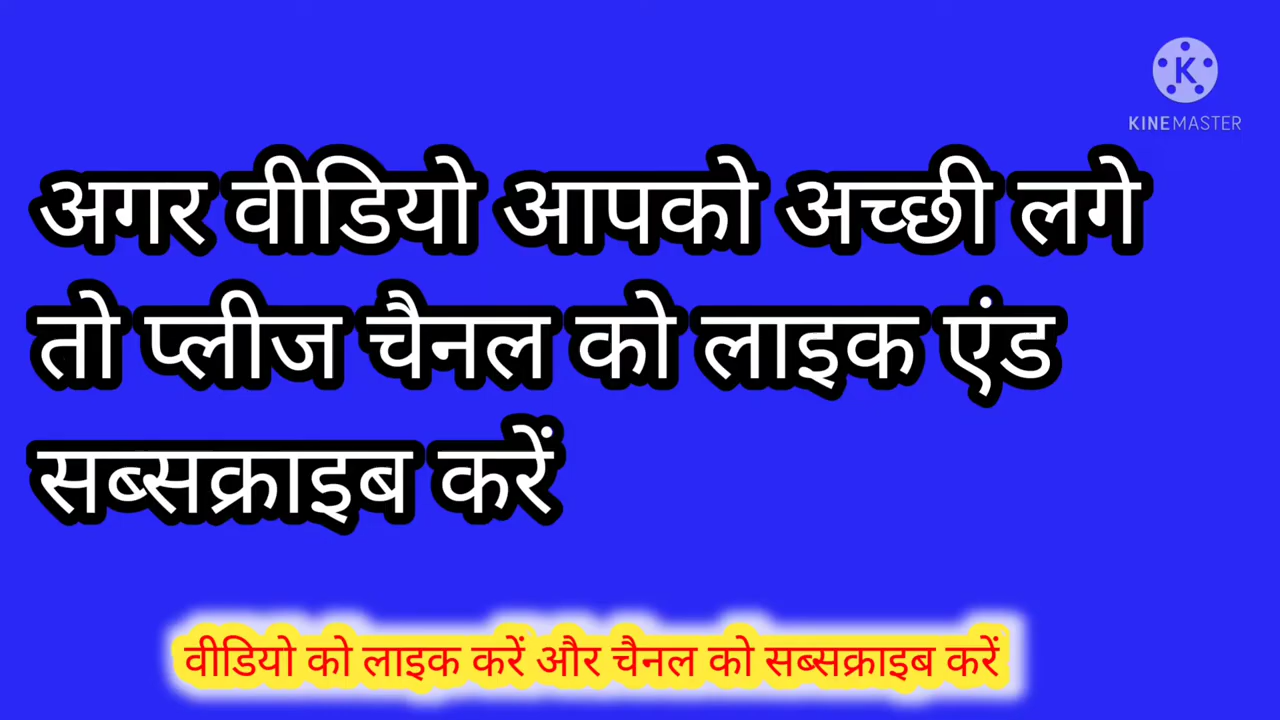 KINEMASTER
अगर वीडियो आपको अच्छी लगे
तो प्लीज चैनल को लाइक एंड
सब्सक्राइब करें
वीडियो को लाइक करें और चैनल को सब्सक्राइब करें